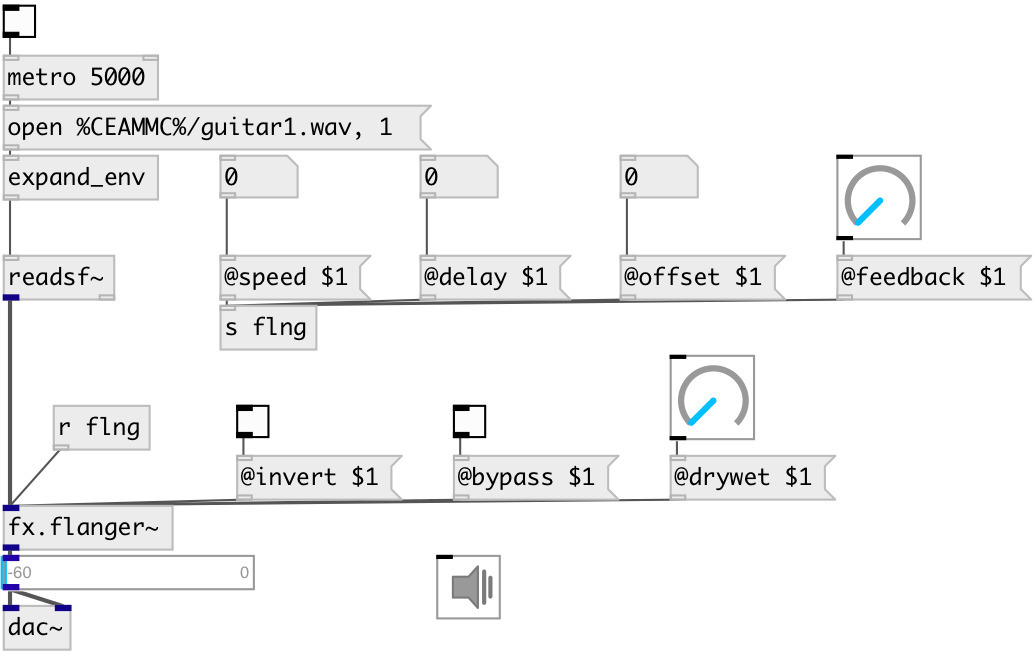 metro 5000
open %CEAMMC%/guitar1.wav, 1
expand_env
0
0
0
readsf~
@speed $1
@delay $1
@offset $1
@feedback $1
s flng
r flng
@invert $1
@bypass $1
@drywet $1
fx.flanger~
-60 0
dac~